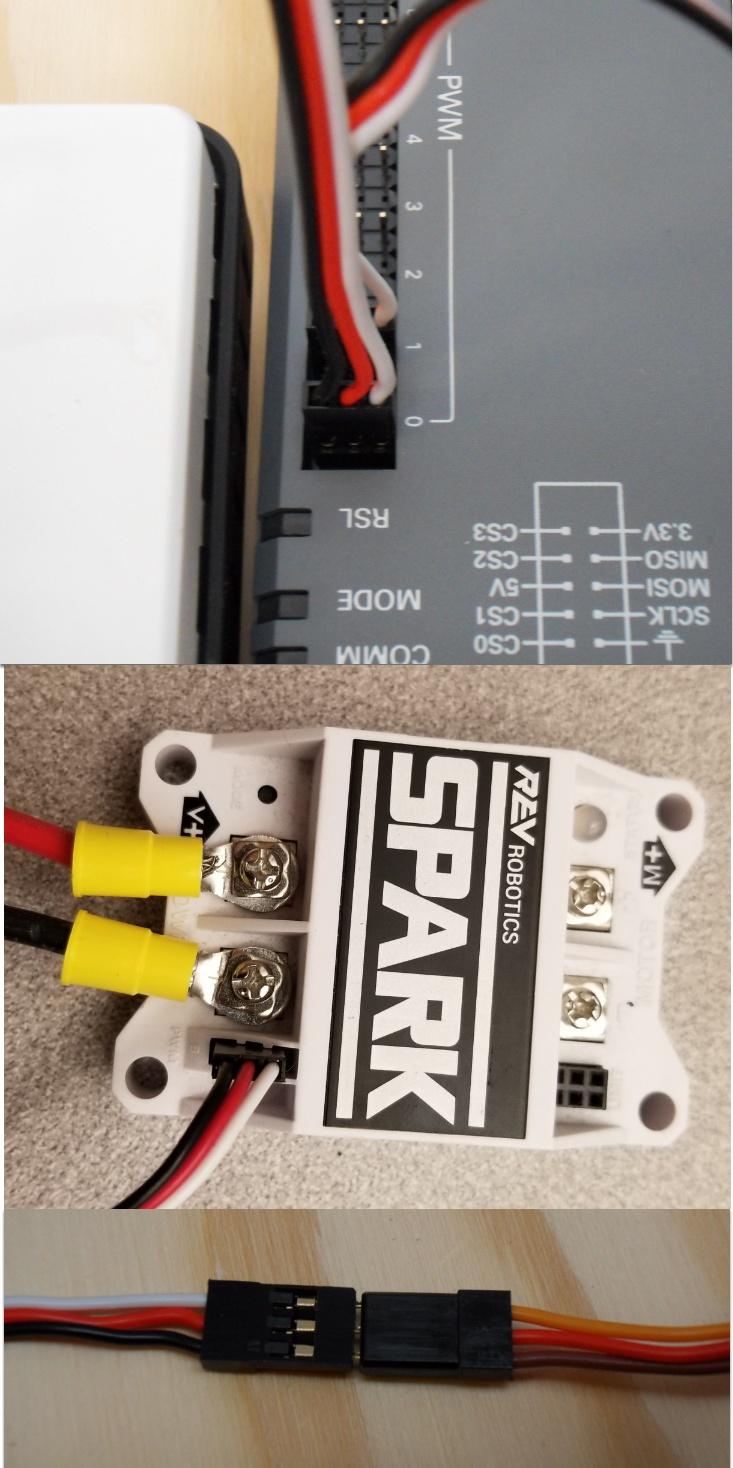 PWM
4
3
2
1
0
RSL
MODE
COMM
CS3
CS2
5V
CS1
CS0
3.3V
MISO
MOSI
SCLK
V+
REV ROBOTICS
SPARK
M+
MOTOR